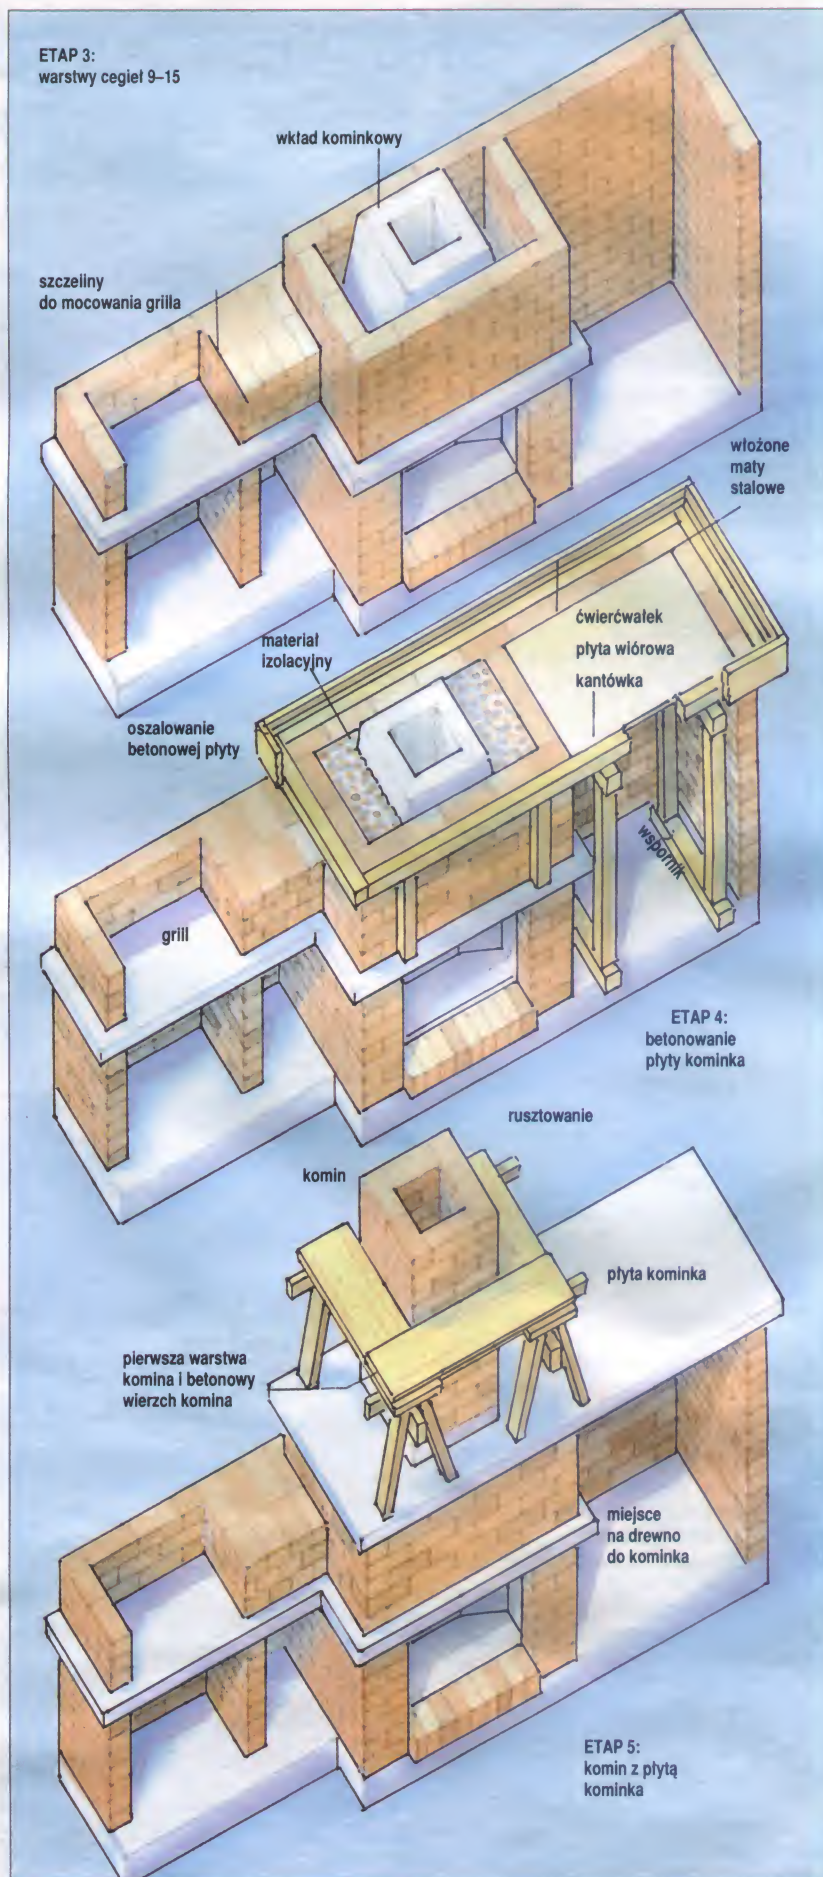 ETAP 3:
warstwy cegieł 9–15
wkład kominkowy
szczeliny
do mocowania grilla
włożone
maty
stalowe
ćwierćwałek
płyta wiórowa
kantówka
materiał
izolacyjny
oszalowanie
betonowej płyty
wspornik
grill
ETAP 4:
betonowanie
płyty kominka
rusztowanie
komin
płyta kominka
pierwsza warstwa
komina i betonowy
wierzch komina
miejsce
na drewno
do kominka
ETAP 5:
komin z płytą
kominka